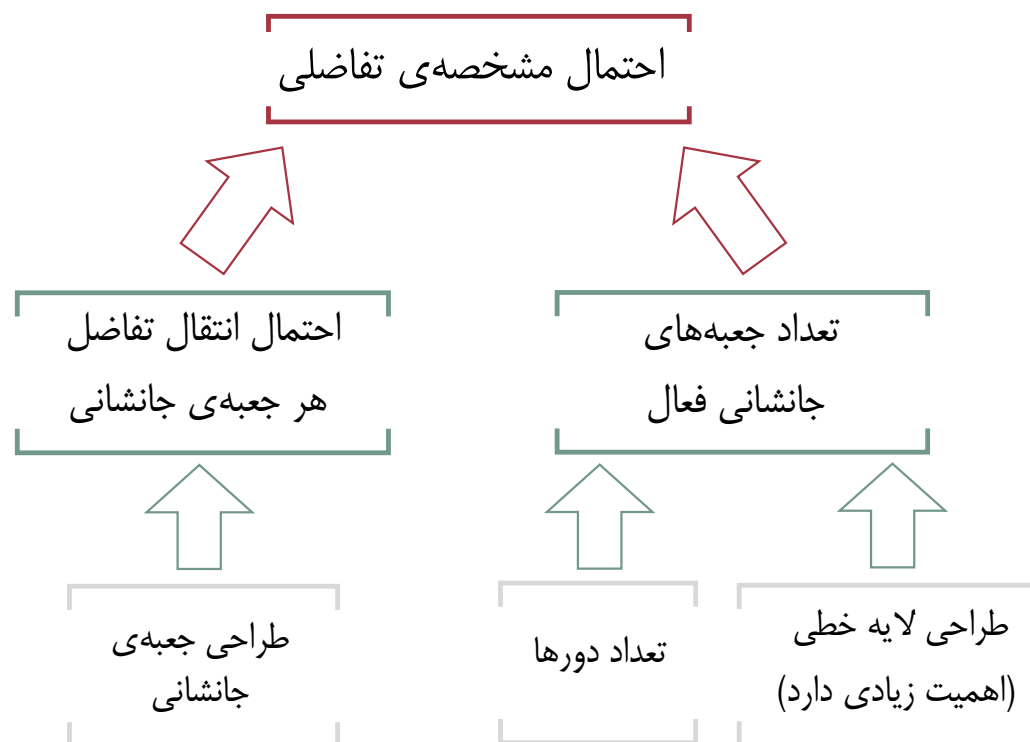 احتمال مشخصه‌ی تفاضلی
تعداد جعبه‌های
جانشانی فعال
احتمال انتقال تفاضل
هر جعبه‌ی جانشانی
طراحی لایه خطی
(اهمیت زیادی دارد)
تعداد دورها
طراحی جعبه‌ی
جانشانی